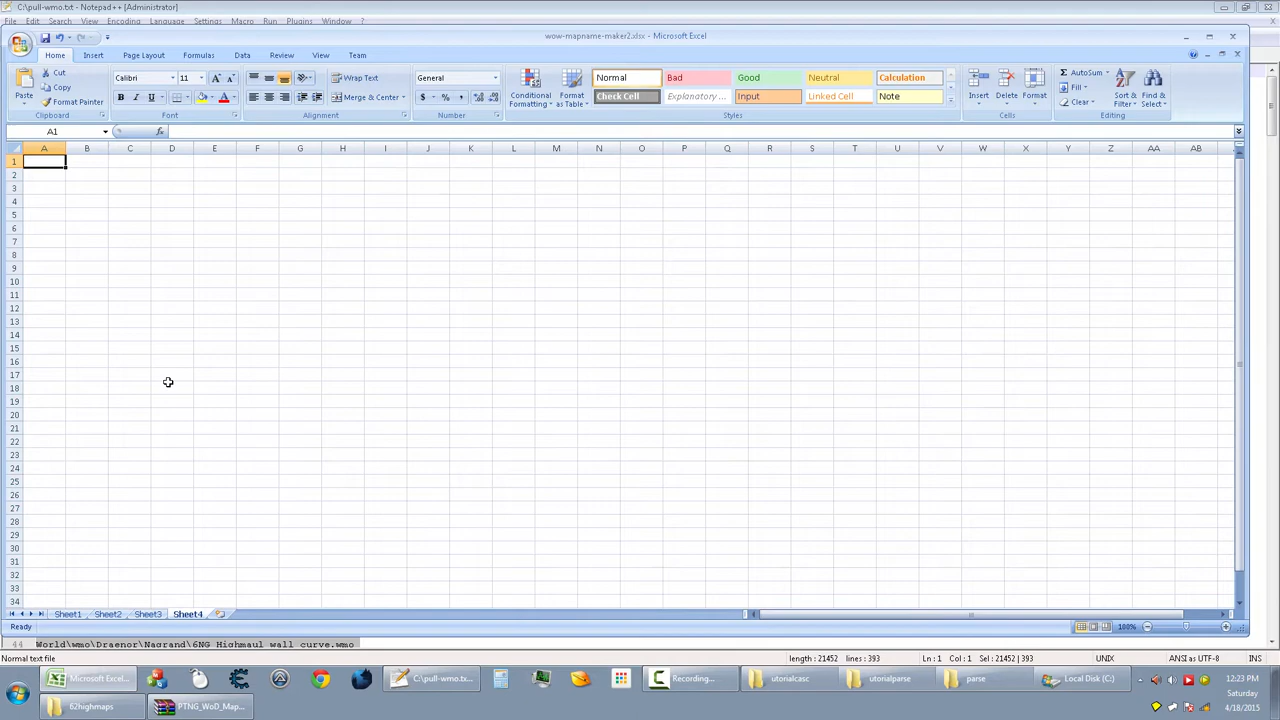 C:\pull-wmo.txt - Notepad++ [Administrator]
File Edit Search View Encoding Language Settings Macro Run Plugins Window ?
wow-mapname-maker2.xlsx - Microsoft Excel
Home Insert Page Layout Formulas Data Review View Team
Paste Cut Copy Format Painter Clipboard
Calibri 11 B I U Font
Wrap Text Merge & Center Alignment
General $ % , Number
Conditional Formatting Format as Table
Normal Bad Good Neutral Calculation
Check Cell Explanatory ... Input Linked Cell Note
Styles
Insert Delete Format Cells
AutoSum Fill Clear Sort & Filter Find & Select Editing
A1 fx
A B C D E F G H I J K L M N O P Q R S T U V W X Y Z AA AB
1
2
3
4
5
6
7
8
9
10
11
12
13
14
15
16
17
18
19
20
21
22
23
24
25
26
27
28
29
30
31
32
33
34
Sheet1 Sheet2 Sheet3 Sheet4
Ready 100%
44 World\wmo\Draenor\Nagrand\6NG_Highmaul_wall_curve.wmo
Normal text file length : 21452 lines : 393 Ln : 1 Col : 1 Sel : 21452 | 393 UNIX ANSI as UTF-8 INS
Microsoft Excel... C:\pull-wmo.txt ... Recording... utorialcasc utorialparse parse Local Disk (C:) 12:23 PM
Saturday
62highmaps PTNG_WoD_Map... 4/18/2015